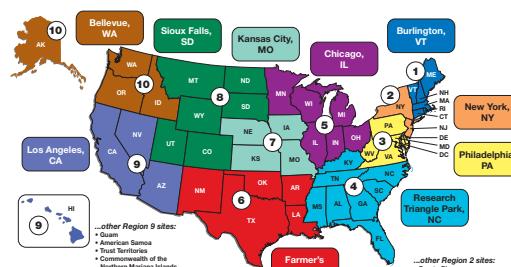 10
Bellevue,
WA
Sioux Falls,
SD
Kansas City,
MO
Chicago,
IL
Burlington,
VT
AK
WA
OR
ID
10
MT
ND
SD
WY
8
UT
CO
NE
IA
7
KS
MO
MN
WI
MI
5
IL
IN
OH
1
ME
VT
2
NY
NH
MA
RI
CT
NJ
DE
MD
DC
New York,
NY
3
PA
WV
VA
Philadelphia
PA
Los Angeles,
CA
NV
CA
9
AZ
NM
OK
AR
6
TX
LA
KY
TN
NC
4
SC
MS
AL
GA
FL
Research
Triangle Park,
NC
9
HI
...other Region 9 sites:
• Guam
• American Samoa
• Trust Territories
• Commonwealth of the
Northern Mariana Islands
Farmer's
...other Region 2 sites: